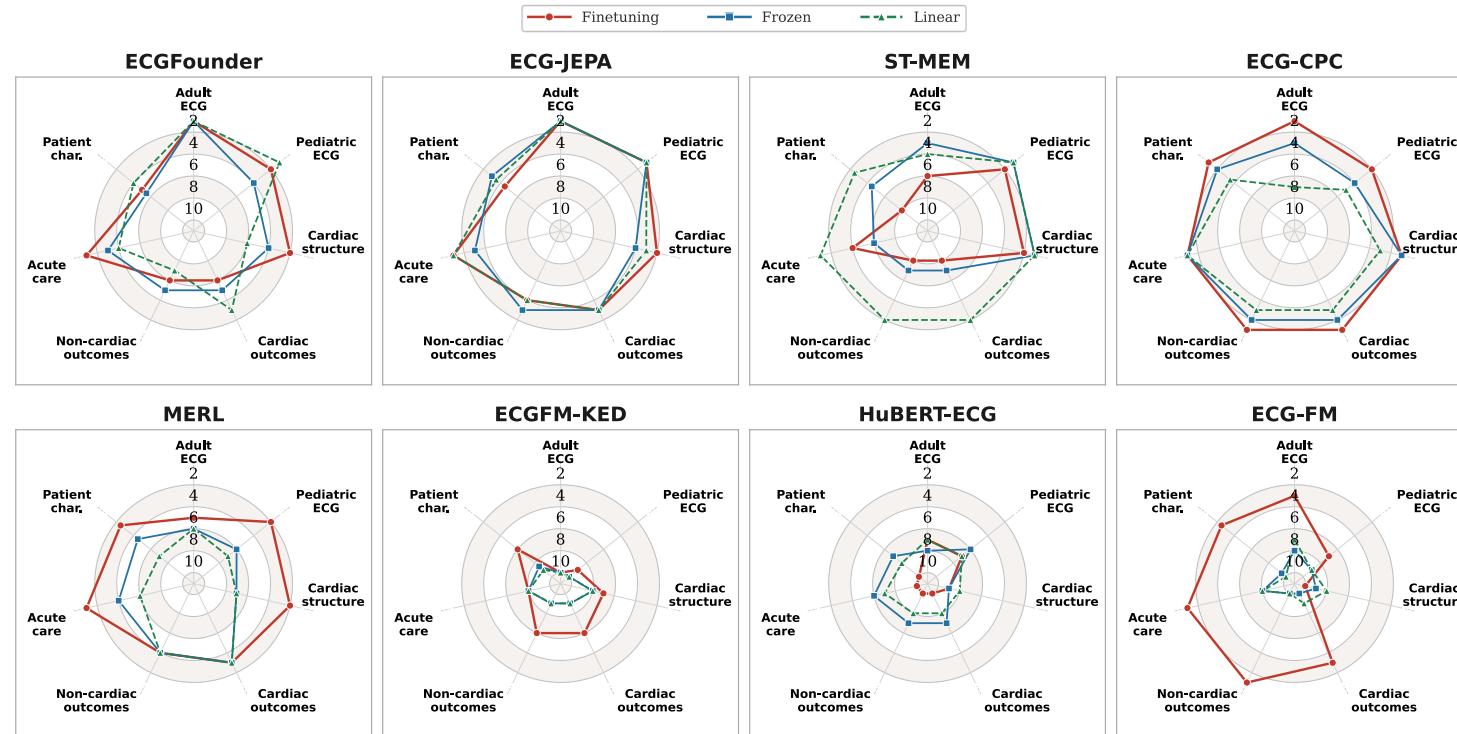 Finetuning Frozen Linear
ECGFounder
Adult
ECG
Pediatric
ECG
Cardiac
structure
Cardiac
outcomes
Non-cardiac
outcomes
Acute
care
Patient
char.
2
4
6
8
10
ECG-JEPA
Adult
ECG
Pediatric
ECG
Cardiac
structure
Cardiac
outcomes
Non-cardiac
outcomes
Acute
care
Patient
char.
2
4
6
8
10
ST-MEM
Adult
ECG
Pediatric
ECG
Cardiac
structure
Cardiac
outcomes
Non-cardiac
outcomes
Acute
care
Patient
char.
2
4
6
8
10
ECG-CPC
Adult
ECG
Pediatric
ECG
Cardiac
structure
Cardiac
outcomes
Non-cardiac
outcomes
Acute
care
Patient
char.
2
4
6
8
10
MERL
Adult
ECG
Pediatric
ECG
Cardiac
structure
Cardiac
outcomes
Non-cardiac
outcomes
Acute
care
Patient
char.
2
4
6
8
10
ECGFM-KED
Adult
ECG
Pediatric
ECG
Cardiac
structure
Cardiac
outcomes
Non-cardiac
outcomes
Acute
care
Patient
char.
2
4
6
8
10
HuBERT-ECG
Adult
ECG
Pediatric
ECG
Cardiac
structure
Cardiac
outcomes
Non-cardiac
outcomes
Acute
care
Patient
char.
2
4
6
8
10
ECG-FM
Adult
ECG
Pediatric
ECG
Cardiac
structure
Cardiac
outcomes
Non-cardiac
outcomes
Acute
care
Patient
char.
2
4
6
8
10